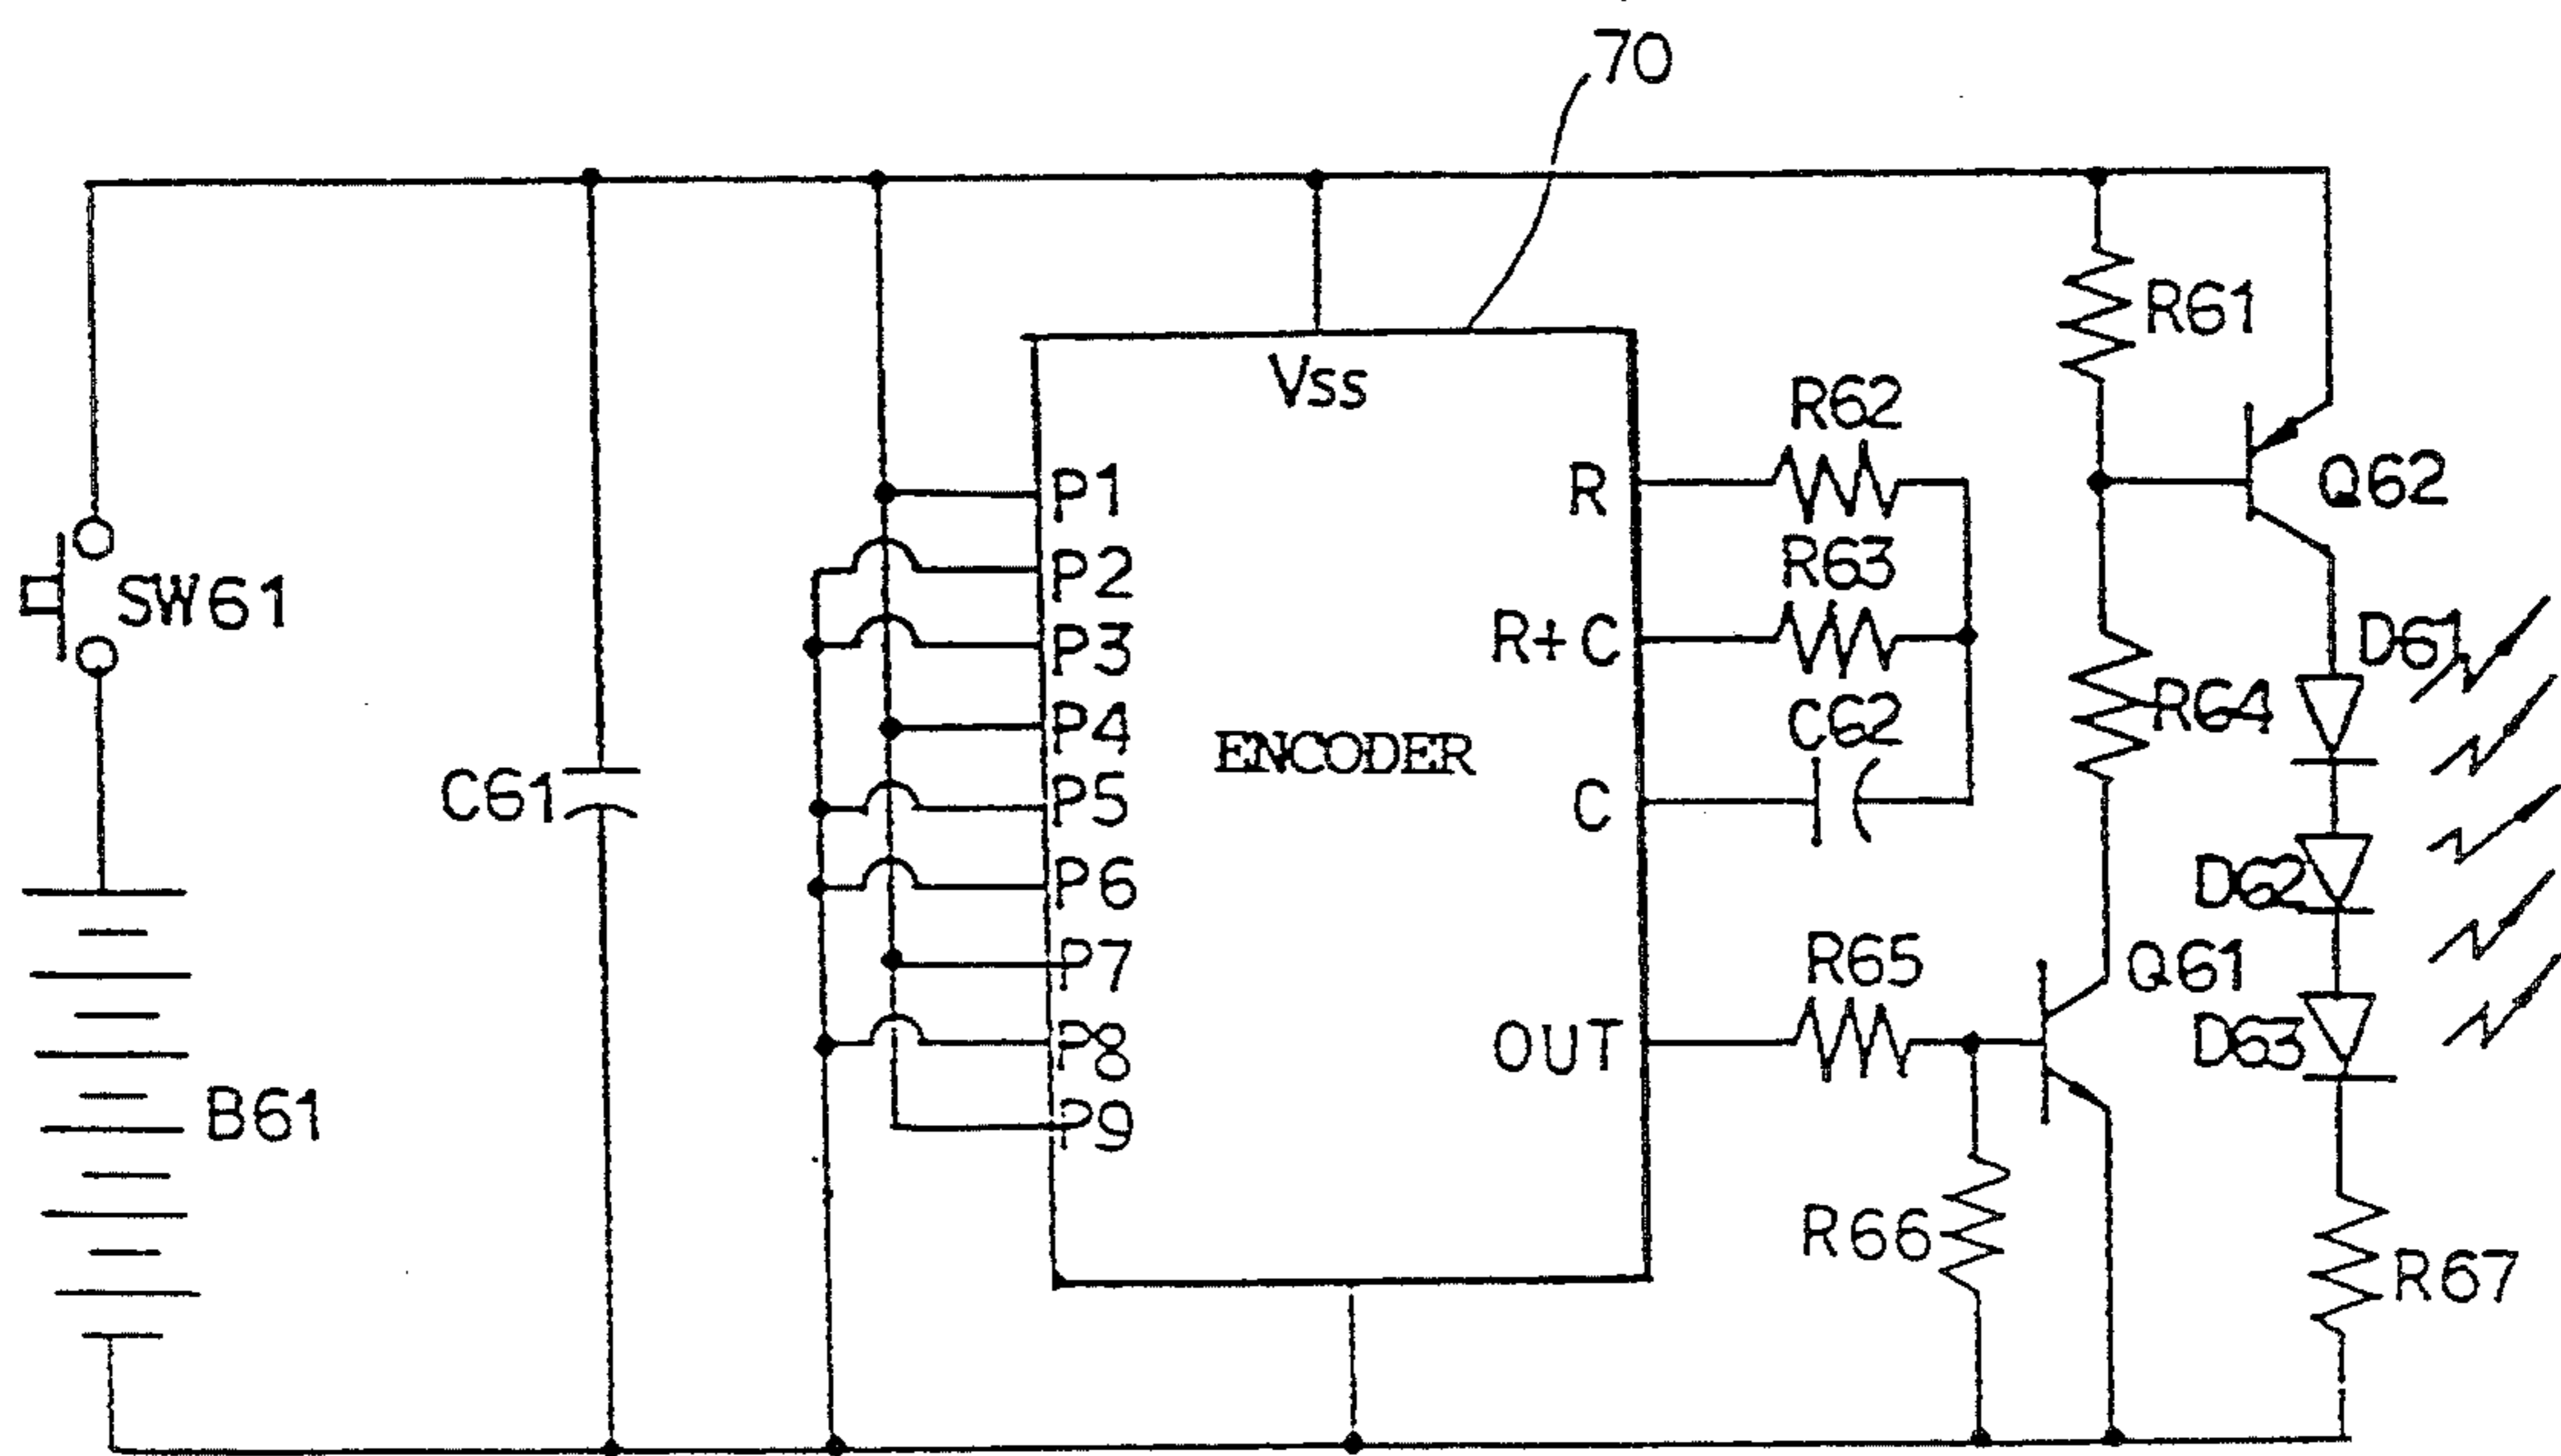 70
Vss
R61
R62
P1
R
Q62
P2
R63
SW61
P3
R+C
D61
P4
ENCODER
C62
R64
C61
P5
C
P6
D62
P7
R65
Q61
B61
P8
OUT
D63
P9
R66
R67